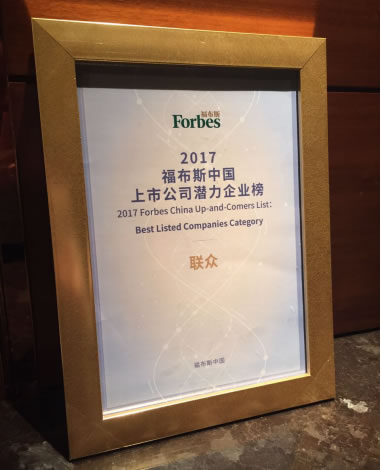 福布斯
Forbes
2017
福布斯中国
上市公司潜力企业榜
2017 Forbes China Up-and-Comers List:
Best Listed Companies Category
联众
福布斯中国